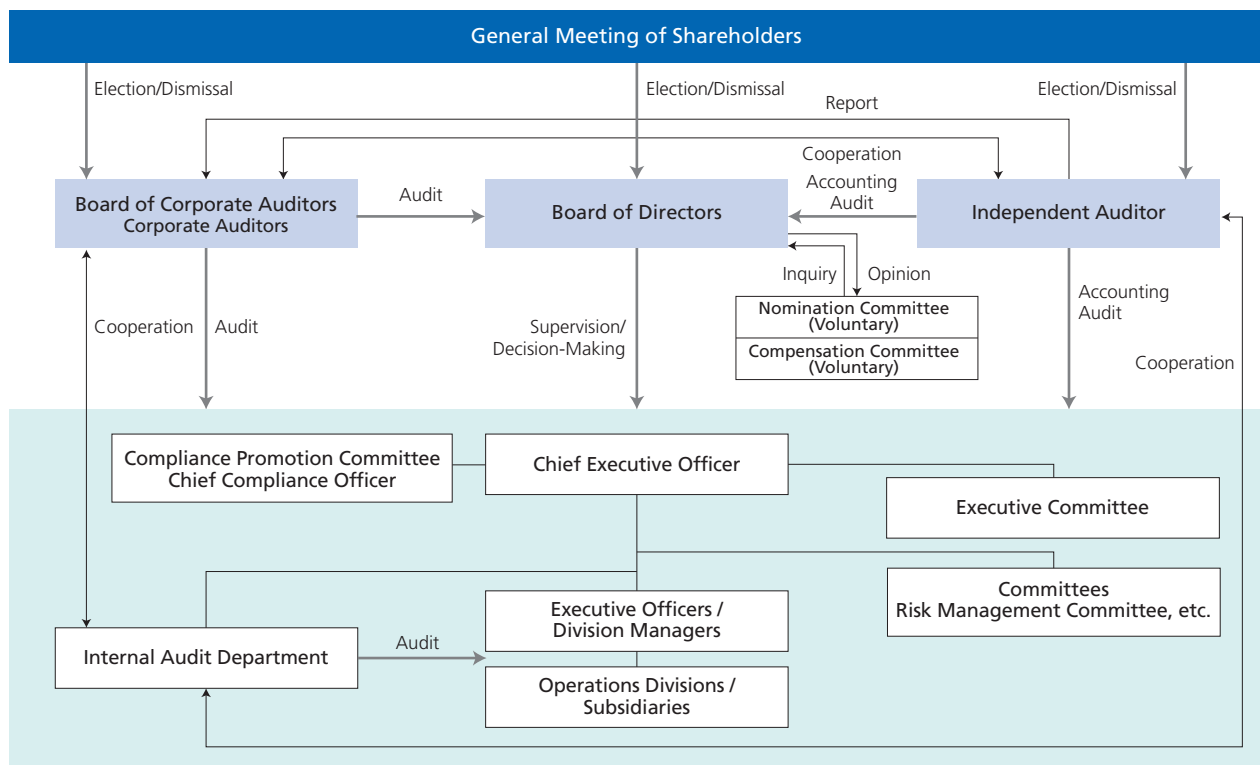 General Meeting of Shareholders
Election/Dismissal
Election/Dismissal
Election/Dismissal
Report
Cooperation
Board of Corporate Auditors
Corporate Auditors
Audit
Board of Directors
Accounting
Audit
Independent Auditor
Inquiry
Opinion
Nomination Committee
(Voluntary)
Compensation Committee
(Voluntary)
Cooperation
Audit
Supervision/
Decision-Making
Accounting
Audit
Cooperation
Compliance Promotion Committee
Chief Compliance Officer
Chief Executive Officer
Executive Committee
Committees
Risk Management Committee, etc.
Executive Officers /
Division Managers
Internal Audit Department
Audit
Operations Divisions /
Subsidiaries